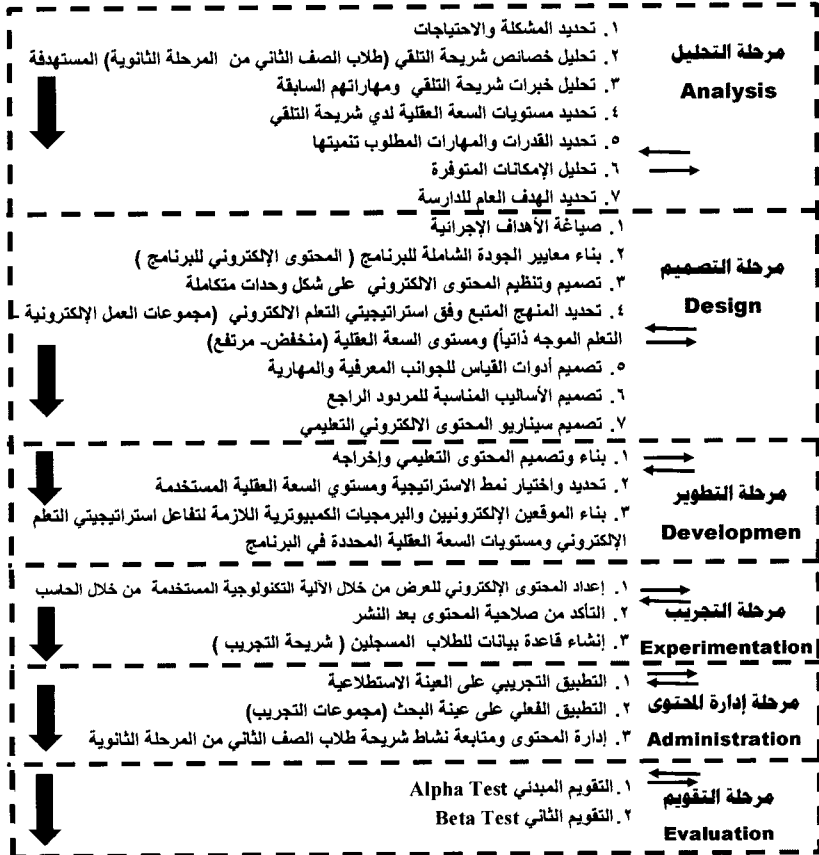 مرحلة التحليل
Analysis
١. تحديد المشكلة والاحتياجات
٢. تحليل خصائص شريحة التلقي (طلاب الصف الثاني من المرحلة الثانوية) المستهدفة
٣. تحليل خبرات شريحة التلقي ومهاراتهم السابقة
٤. تحديد مستويات السعة العقلية لدي شريحة التلقي
٥. تحديد القدرات والمهارات المطلوب تنميتها
٦. تحليل الإمكانات المتوفرة
٧. تحديد الهدف العام للدارسة
مرحلة التصميم
Design
١. صياغة الأهداف الإجرائية
٢. بناء معايير الجودة الشاملة للبرنامج ( المحتوى الإلكتروني للبرنامج )
٣. تصميم وتنظيم المحتوى الالكتروني على شكل وحدات متكاملة
٤. تحديد المنهج المتبع وفق استراتيجيتي التعلم الالكتروني (مجموعات العمل الإلكترونية -
التعلم الموجه ذاتياً) ومستوى السعة العقلية (منخفض- مرتفع)
٥. تصميم أدوات القياس للجوانب المعرفية والمهارية
٦. تصميم الأساليب المناسبة للمردود الراجع
٧. تصميم سيناريو المحتوى الالكتروني التعليمي
مرحلة التطوير
Developmen
١. بناء وتصميم المحتوى التعليمي وإخراجه
٢. تحديد واختيار نمط الاستراتيجية ومستوي السعة العقلية المستخدمة
٣. بناء الموقعين الإلكترونيين والبرمجيات الكمبيوترية اللازمة لتفاعل استراتيجيتي التعلم
الإلكتروني ومستويات السعة العقلية المحددة في البرنامج
مرحلة التجريب
Experimentation
١. إعداد المحتوى الإلكتروني للعرض من خلال الآلية التكنولوجية المستخدمة من خلال الحاسب
٢. التأكد من صلاحية المحتوى بعد النشر
٣. إنشاء قاعدة بيانات للطلاب المسجلين ( شريحة التجريب )
مرحلة إدارة المحتوى
Administration
١. التطبيق التجريبي على العينة الاستطلاعية
٢. التطبيق الفعلي على عينة البحث (مجموعات التجريب)
٣. إدارة المحتوى ومتابعة نشاط شريحة طلاب الصف الثاني من المرحلة الثانوية
مرحلة التقويم
Evaluation
١. التقويم المبدئي Alpha Test
٢. التقويم الثاني Beta Test